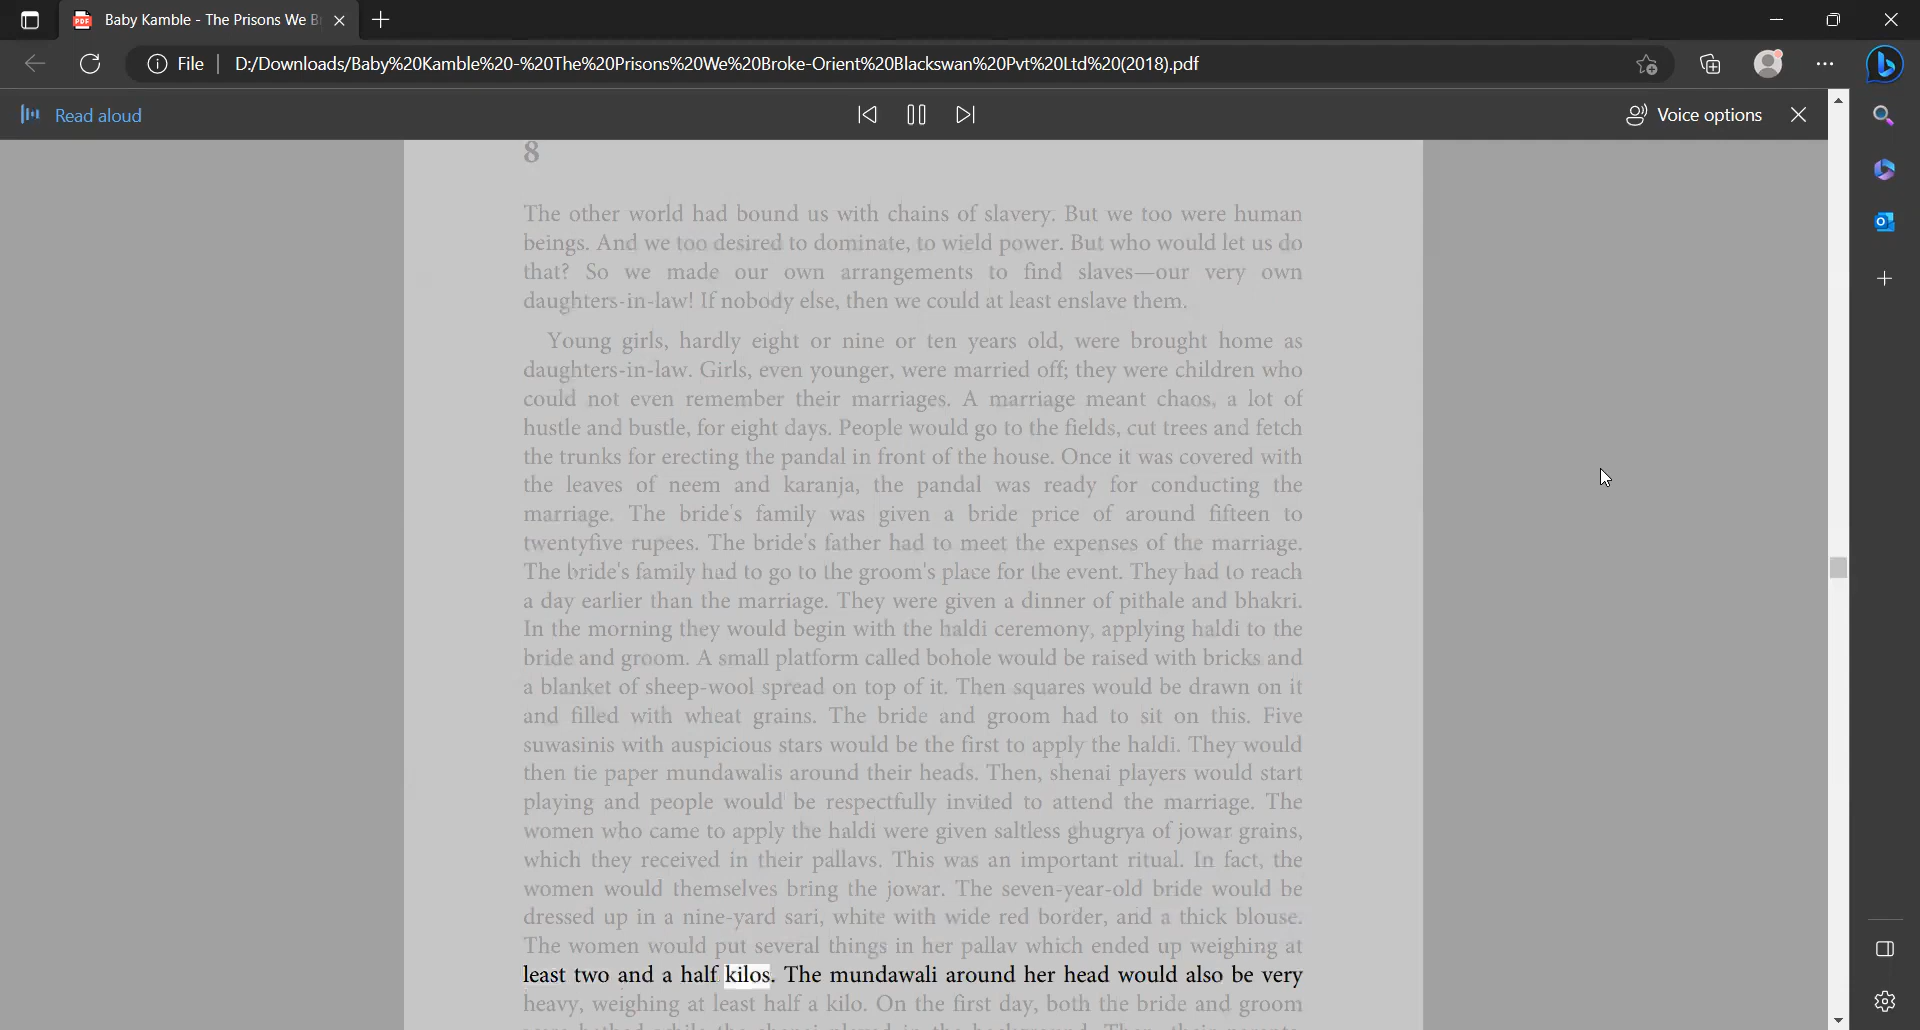 Baby Kamble - The Prisons We B
File
D:/Downloads/Baby%20Kamble%20-%20The%20Prisons%20We%20Broke-Orient%20Blackswan%20Pvt%20Ltd%20(2018).pdf
Read aloud
Voice options
8
The other world had bound us with chains of slavery. But we too were human
beings. And we too desired to dominate, to wield power. But who would let us do
that? So we made our own arrangements to find slaves—our very own
daughters-in-law! If nobody else, then we could at least enslave them.
Young girls, hardly eight or nine or ten years old, were brought home as
daughters-in-law. Girls, even younger, were married off; they were children who
could not even remember their marriages. A marriage meant chaos, a lot of
hustle and bustle, for eight days. People would go to the fields, cut trees and fetch
the trunks for erecting the pandal in front of the house. Once it was covered with
the leaves of neem and karanja, the pandal was ready for conducting the
marriage. The bride's family was given a bride price of around fifteen to
twentyfive rupees. The bride's father had to meet the expenses of the marriage.
The bride's family had to go to the groom's place for the event. They had to reach
a day earlier than the marriage. They were given a dinner of pithale and bhakri.
In the morning they would begin with the haldi ceremony, applying haldi to the
bride and groom. A small platform called bohole would be raised with bricks and
a blanket of sheep-wool spread on top of it. Then squares would be drawn on it
and filled with wheat grains. The bride and groom had to sit on this. Five
suwasinis with auspicious stars would be the first to apply the haldi. They would
then tie paper mundawalis around their heads. Then, shenai players would start
playing and people would be respectfully invited to attend the marriage. The
women who came to apply the haldi were given saltless ghugrya of jowar grains,
which they received in their pallavs. This was an important ritual. In fact, the
women would themselves bring the jowar. The seven-year-old bride would be
dressed up in a nine-yard sari, white with wide red border, and a thick blouse.
The women would put several things in her pallav which ended up weighing at
least two and a half kilos. The mundawali around her head would also be very
heavy, weighing at least half a kilo. On the first day, both the bride and groom